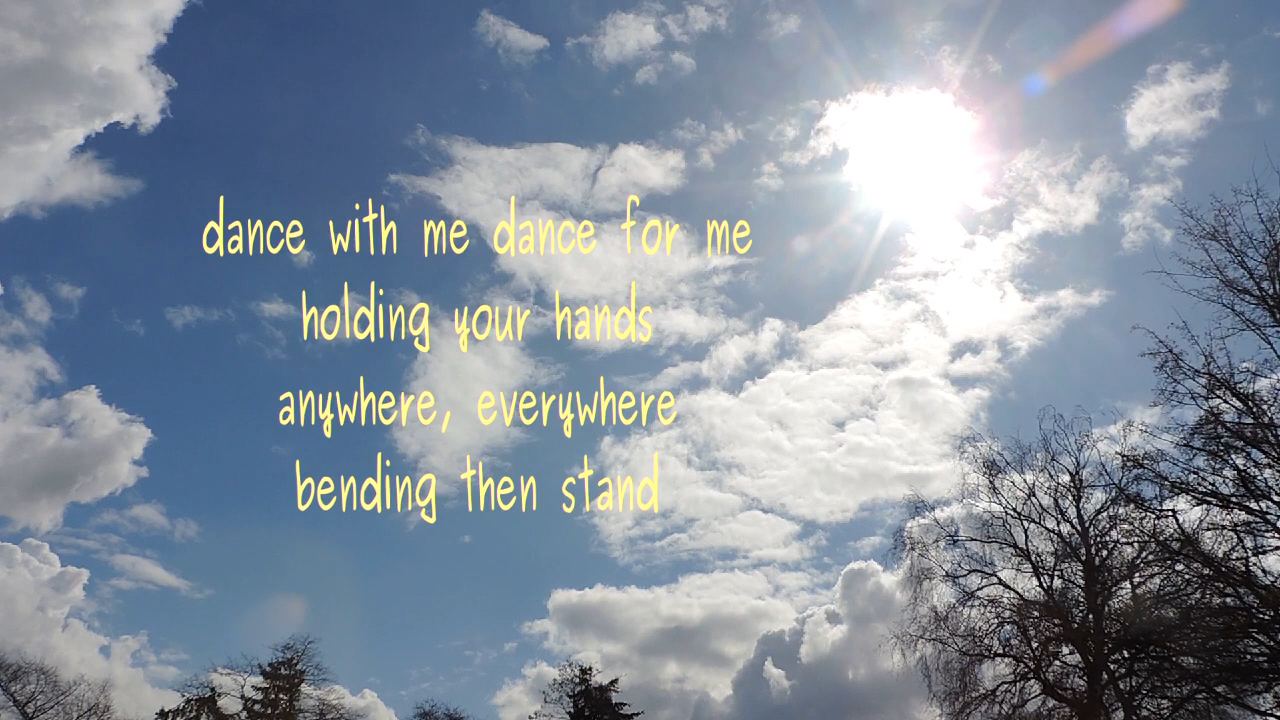 dance with me dance for me
holding your hands
anywhere, everywhere
bending then stand